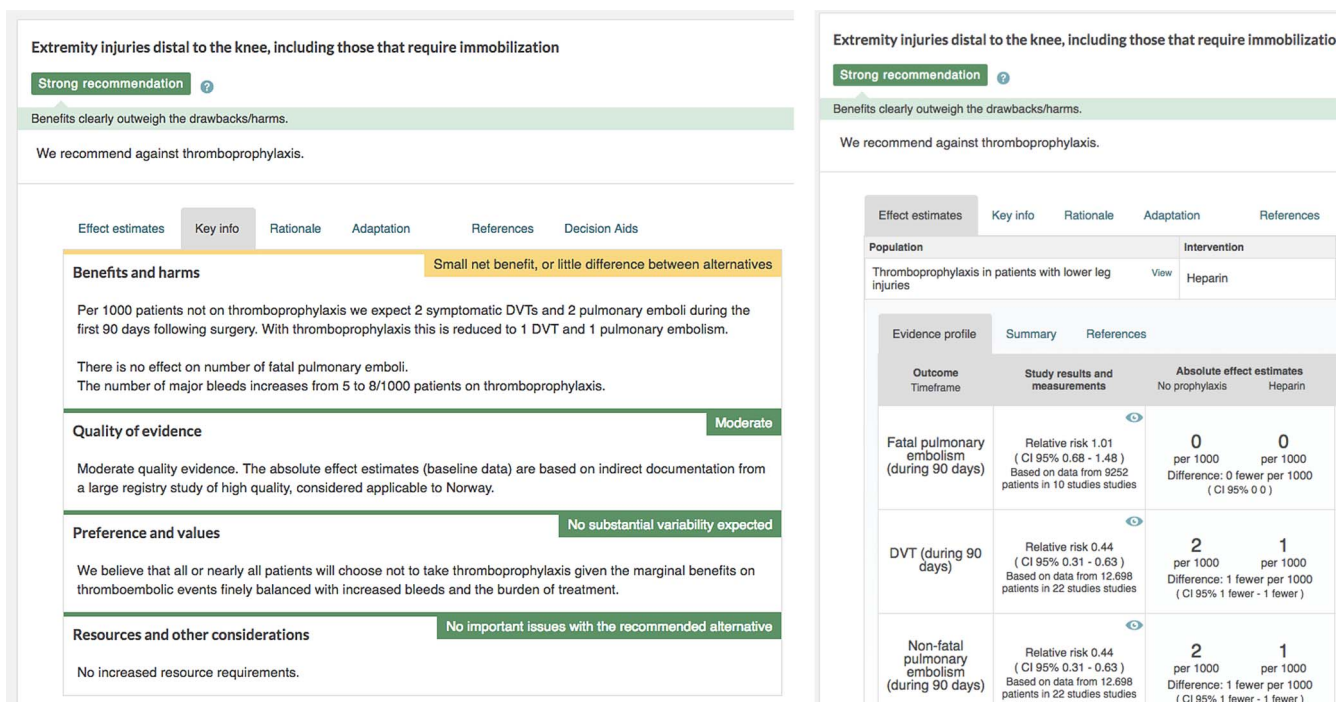 Extremity injuries distal to the knee, including those that require immobilization
Strong recommendation ?
Benefits clearly outweigh the drawbacks/harms.
We recommend against thromboprophylaxis.
Effect estimates Key info Rationale Adaptation References Decision Aids
Benefits and harms
Small net benefit, or little difference between alternatives
Per 1000 patients not on thromboprophylaxis we expect 2 symptomatic DVTs and 2 pulmonary emboli during the
first 90 days following surgery. With thromboprophylaxis this is reduced to 1 DVT and 1 pulmonary embolism.
There is no effect on number of fatal pulmonary emboli.
The number of major bleeds increases from 5 to 8/1000 patients on thromboprophylaxis.
Quality of evidence
Moderate
Moderate quality evidence. The absolute effect estimates (baseline data) are based on indirect documentation from
a large registry study of high quality, considered applicable to Norway.
Preference and values
No substantial variability expected
We believe that all or nearly all patients will choose not to take thromboprophylaxis given the marginal benefits on
thromboembolic events finely balanced with increased bleeds and the burden of treatment.
Resources and other considerations
No important issues with the recommended alternative
No increased resource requirements.
Extremity injuries distal to the knee, including those that require immobilizatio
Strong recommendation ?
Benefits clearly outweigh the drawbacks/harms.
We recommend against thromboprophylaxis.
Effect estimates Key info Rationale Adaptation References
Population Intervention
Thromboprophylaxis in patients with lower leg
injuries
View
Heparin
Evidence profile Summary References
Outcome
Timeframe
Study results and
measurements
Absolute effect estimates
No prophylaxis Heparin
Fatal pulmonary
embolism
(during 90 days)
Relative risk 1.01
( CI 95% 0.68 - 1.48 )
Based on data from 9252
patients in 10 studies studies
0 0
per 1000 per 1000
Difference: 0 fewer per 1000
( CI 95% 0 0 )
DVT (during 90
days)
Relative risk 0.44
( CI 95% 0.31 - 0.63 )
Based on data from 12.698
patients in 22 studies studies
2 1
per 1000 per 1000
Difference: 1 fewer per 1000
( CI 95% 1 fewer - 1 fewer )
Non-fatal
pulmonary
embolism
(during 90 days)
Relative risk 0.44
( CI 95% 0.31 - 0.63 )
Based on data from 12.698
patients in 22 studies studies
2 1
per 1000 per 1000
Difference: 1 fewer per 1000
( CI 95% 1 fewer - 1 fewer )